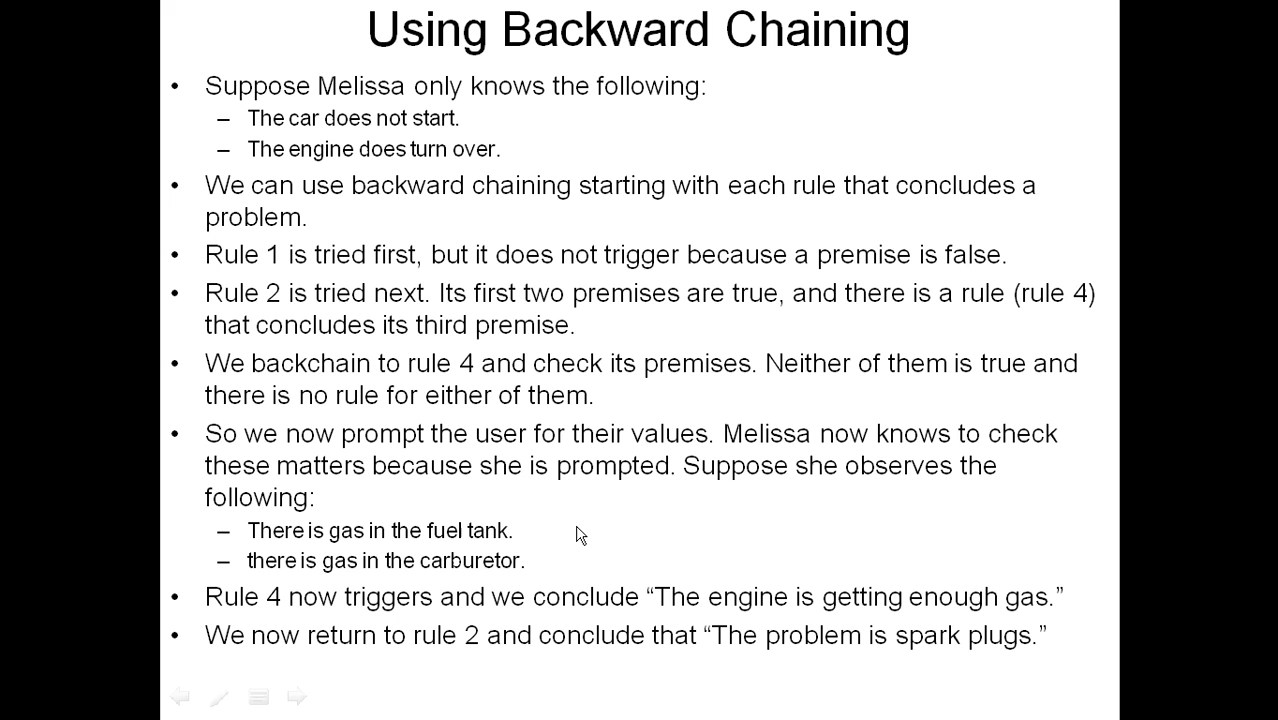 Using Backward Chaining
• Suppose Melissa only knows the following:
– The car does not start.
– The engine does turn over.
• We can use backward chaining starting with each rule that concludes a
problem.
• Rule 1 is tried first, but it does not trigger because a premise is false.
• Rule 2 is tried next. Its first two premises are true, and there is a rule (rule 4)
that concludes its third premise.
• We backchain to rule 4 and check its premises. Neither of them is true and
there is no rule for either of them.
• So we now prompt the user for their values. Melissa now knows to check
these matters because she is prompted. Suppose she observes the
following:
– There is gas in the fuel tank.
– there is gas in the carburetor.
• Rule 4 now triggers and we conclude “The engine is getting enough gas.”
• We now return to rule 2 and conclude that “The problem is spark plugs.”